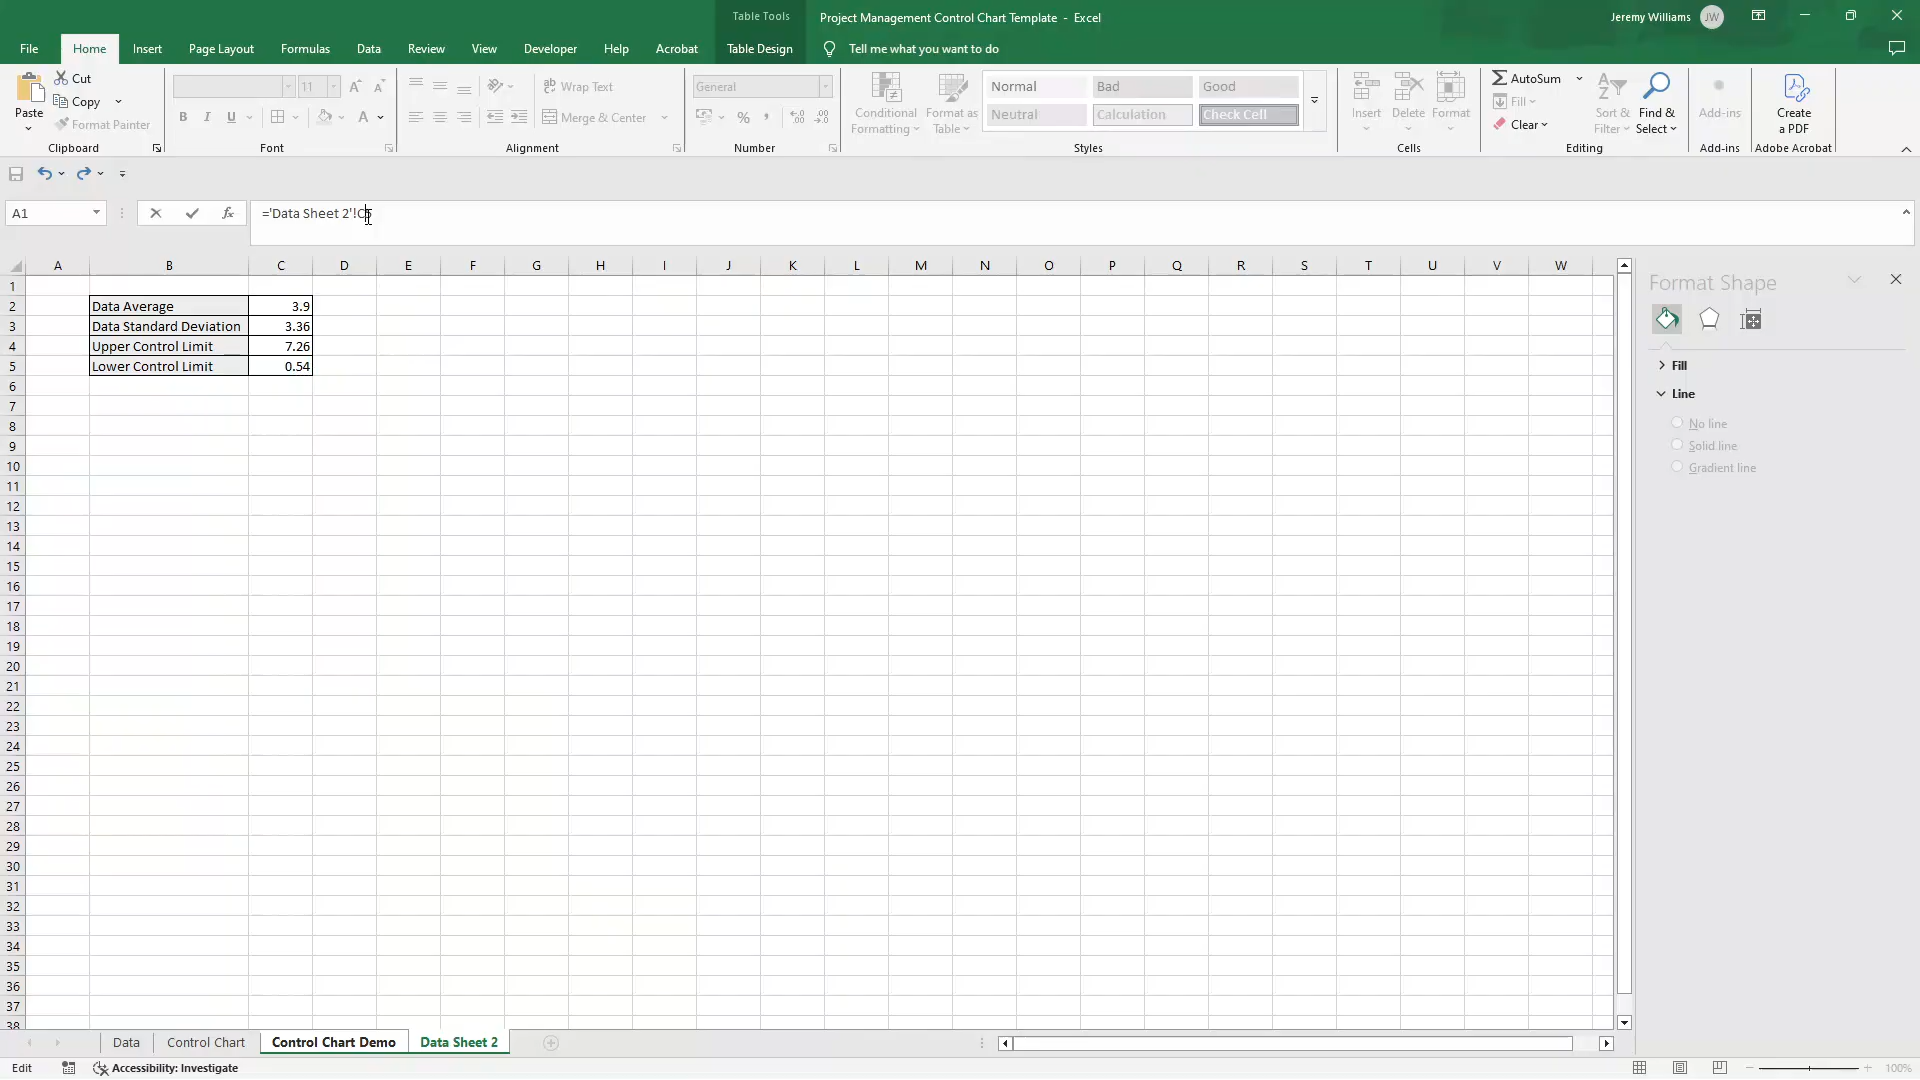 Table Tools
Project Management Control Chart Template - Excel
Jeremy Williams
JW
File
Home
Insert
Page Layout
Formulas
Data
Review
View
Developer
Help
Acrobat
Table Design
Tell me what you want to do
Paste
Cut
Copy
Format Painter
Clipboard
11
B I U
Font
Wrap Text
Merge & Center
Alignment
General
Number
Conditional Formatting
Format as Table
Normal
Bad
Good
Neutral
Calculation
Check Cell
Styles
Insert
Delete
Format
Cells
AutoSum
Fill
Clear
Sort & Filter
Find & Select
Editing
Add-ins
Add-ins
Create a PDF
Adobe Acrobat
A1
fx
='Data Sheet 2'!C5
A B C D E F G H I J K L M N O P Q R S T U V W
1
2 Data Average 3.9
3 Data Standard Deviation 3.36
4 Upper Control Limit 7.26
5 Lower Control Limit 0.54
6
7
8
9
10
11
12
13
14
15
16
17
18
19
20
21
22
23
24
25
26
27
28
29
30
31
32
33
34
35
36
37
38
Format Shape
Fill
Line
No line
Solid line
Gradient line
Data
Control Chart
Control Chart Demo
Data Sheet 2
Edit
Accessibility: Investigate
100%